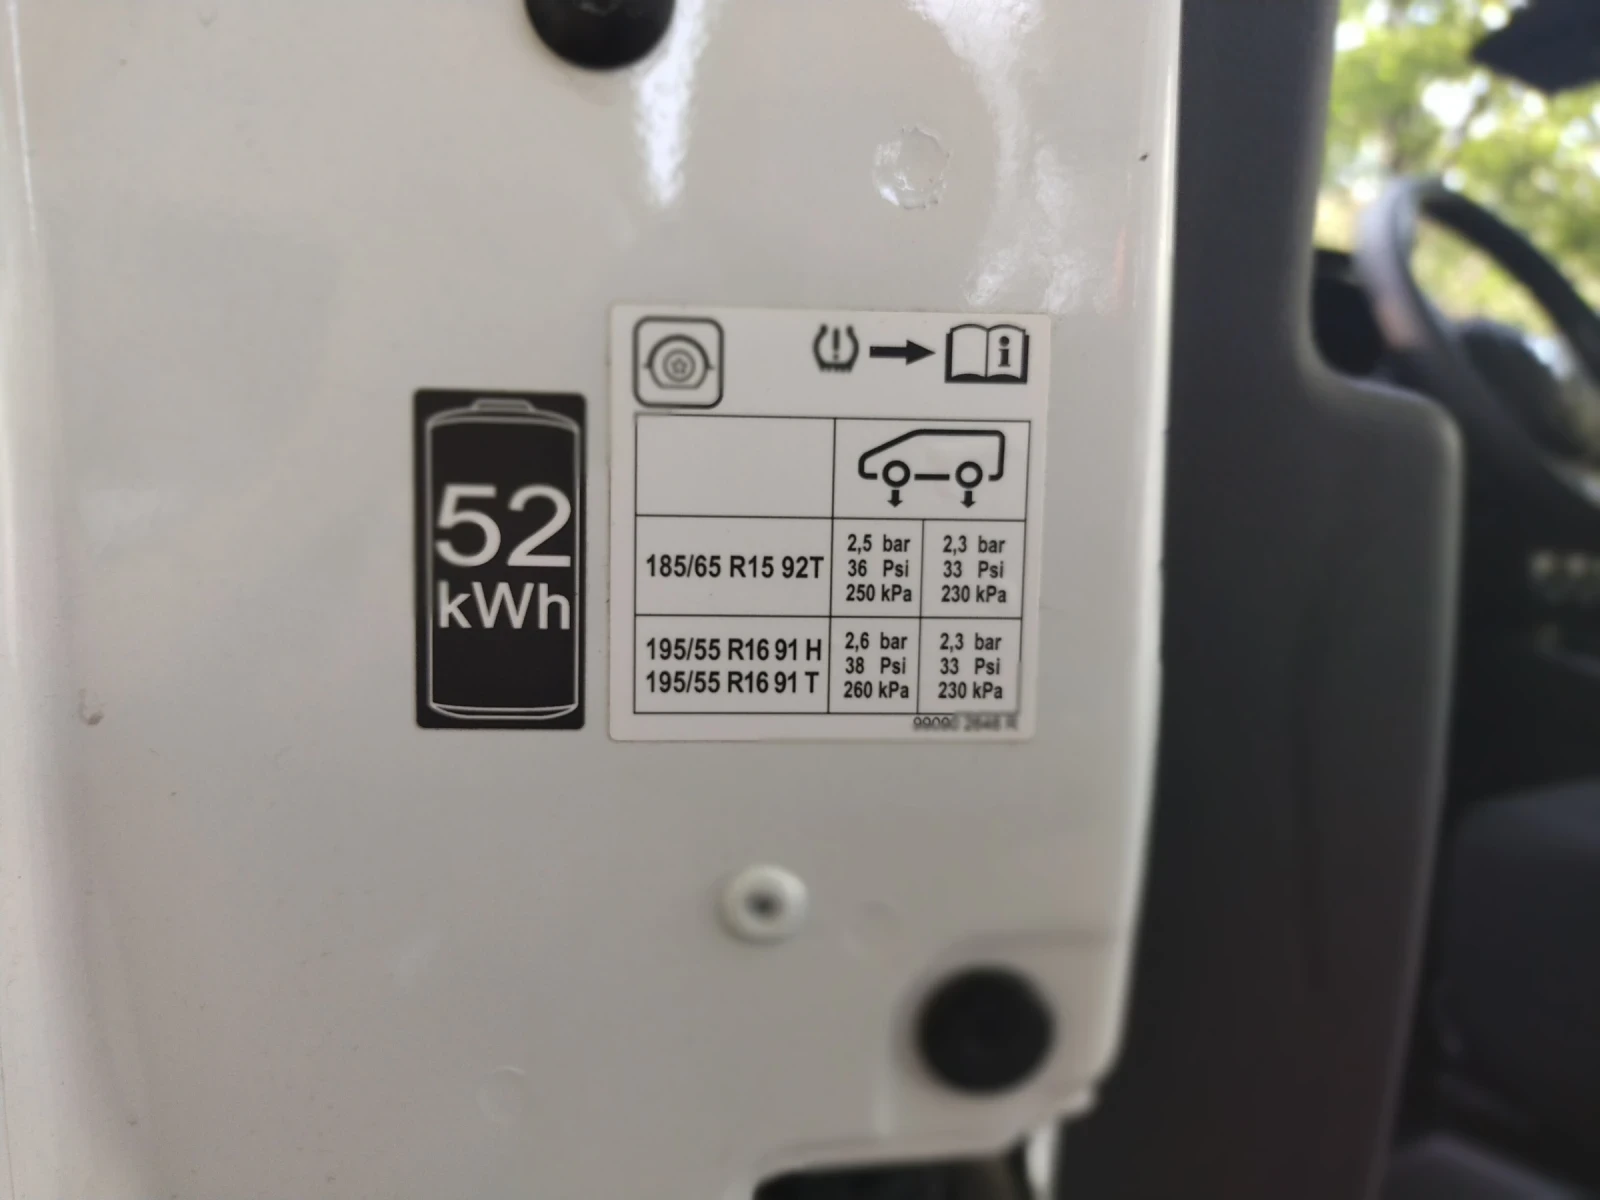 52
kWh
185/65 R15 92T
2,5 bar
36 Psi
250 kPa
2,3 bar
33 Psi
230 kPa
195/55 R16 91 H
195/55 R16 91 T
2,6 bar
38 Psi
260 kPa
2,3 bar
33 Psi
230 kPa